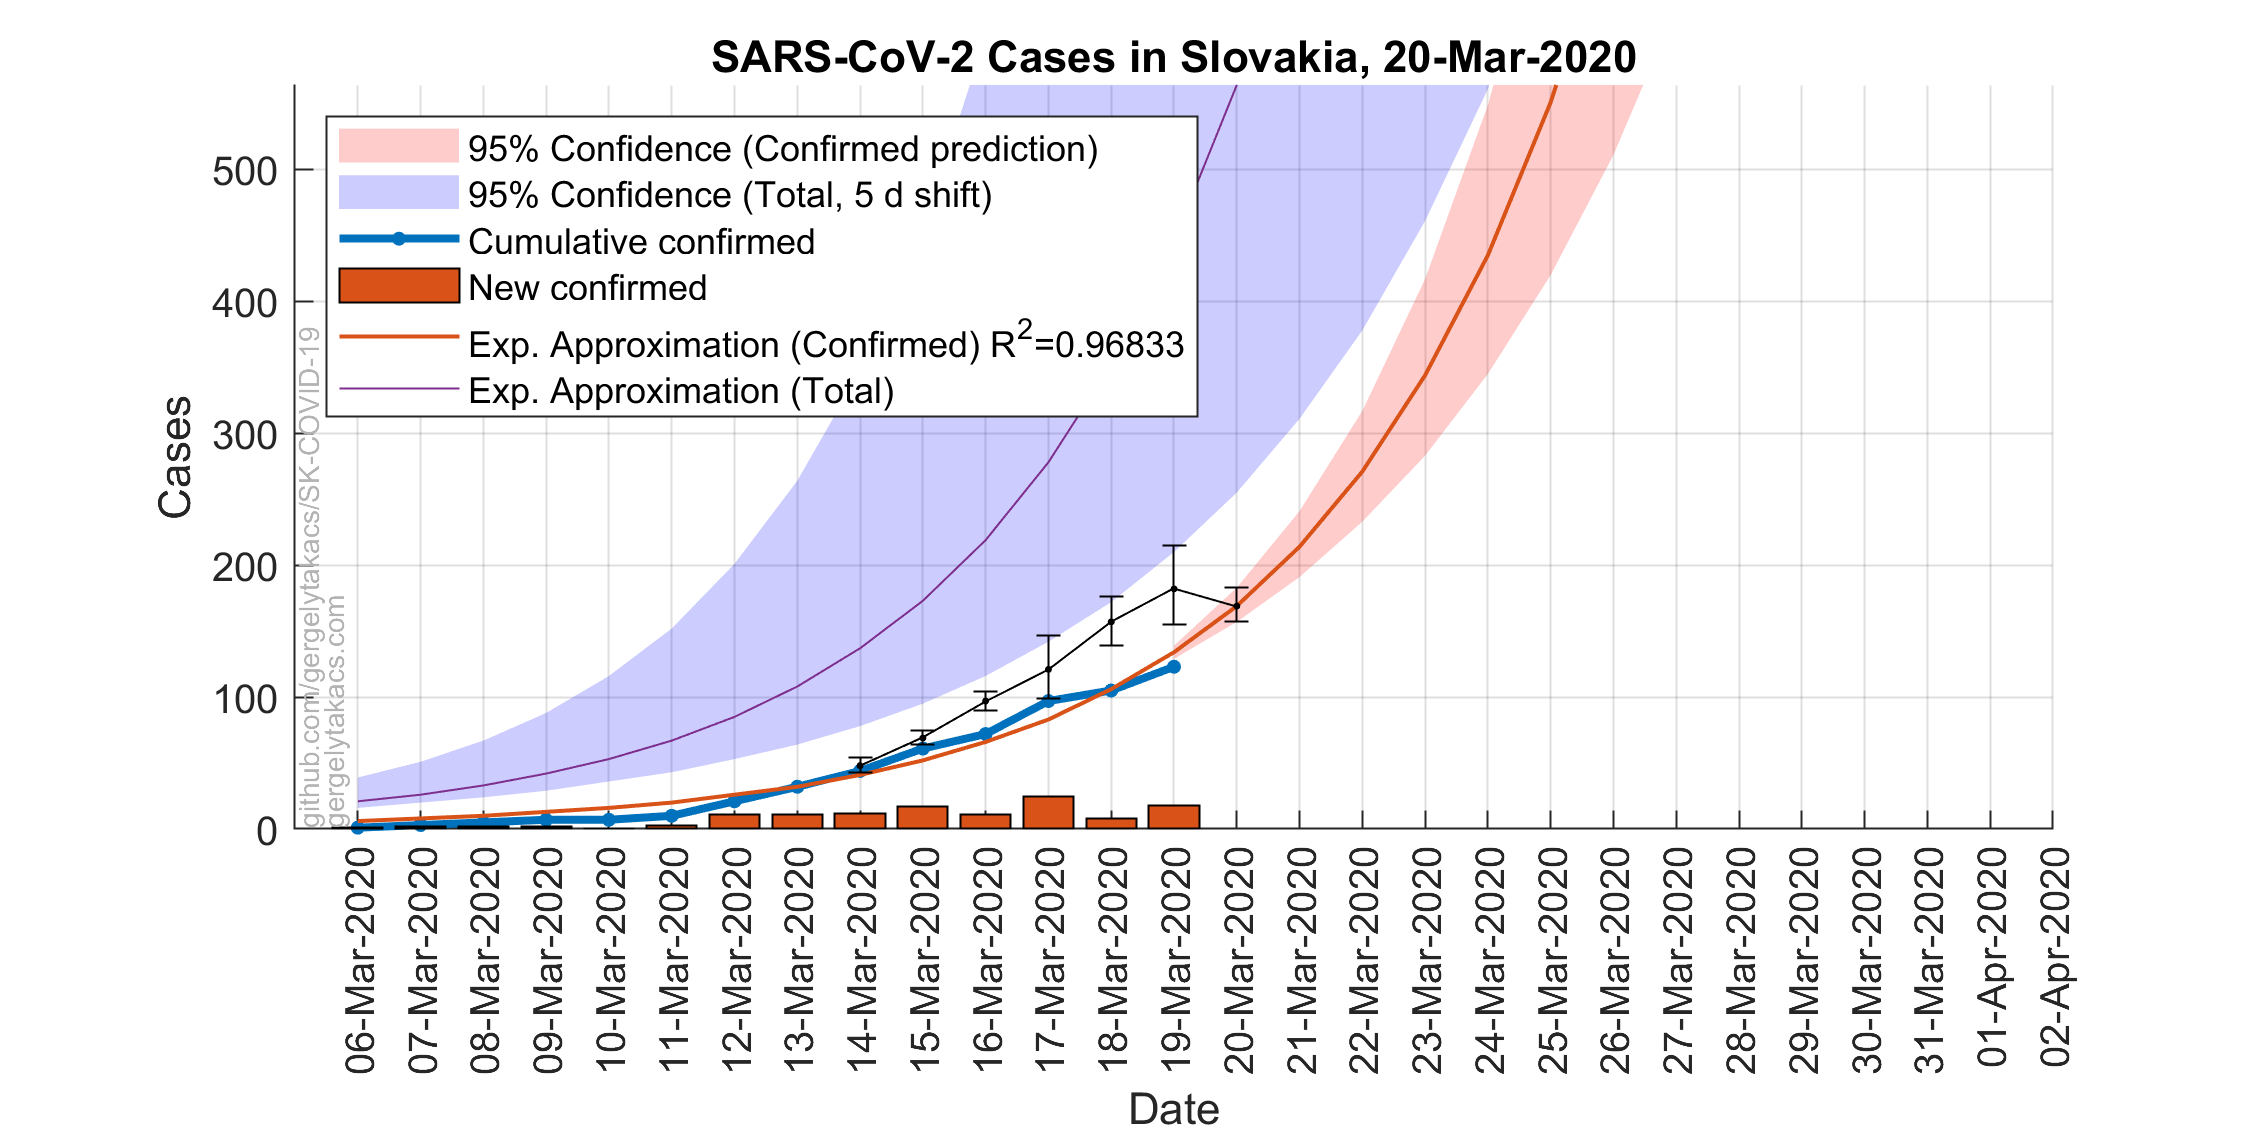 SARS-CoV-2 Cases in Slovakia, 20-Mar-2020
95% Confidence (Confirmed prediction)
95% Confidence (Total, 5 d shift)
Cumulative confirmed
New confirmed
Exp. Approximation (Confirmed) R²=0.96833
Exp. Approximation (Total)
Cases
500
400
300
200
100
0
github.com/gergelytakacs/SK-COVID-19
gergelytakacs.com
06-Mar-2020
07-Mar-2020
08-Mar-2020
09-Mar-2020
10-Mar-2020
11-Mar-2020
12-Mar-2020
13-Mar-2020
14-Mar-2020
15-Mar-2020
16-Mar-2020
17-Mar-2020
18-Mar-2020
19-Mar-2020
20-Mar-2020
21-Mar-2020
22-Mar-2020
23-Mar-2020
24-Mar-2020
25-Mar-2020
26-Mar-2020
27-Mar-2020
28-Mar-2020
29-Mar-2020
30-Mar-2020
31-Mar-2020
01-Apr-2020
02-Apr-2020
Date